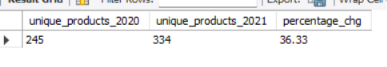 Result Grid Filter Rows: Export: Wrap Cell
unique_products_2020 unique_products_2021 percentage_chg
245 334 36.33